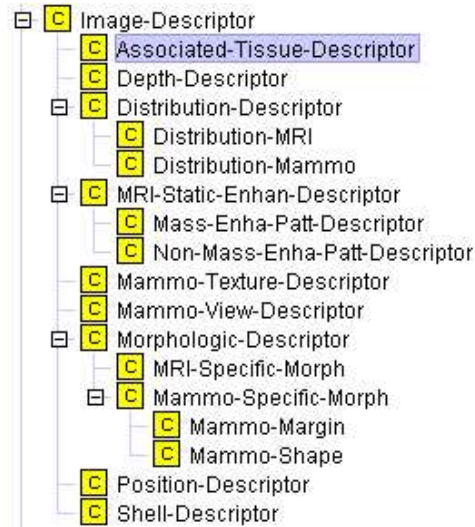 C Image-Descriptor
C Associated-Tissue-Descriptor
C Depth-Descriptor
C Distribution-Descriptor
C Distribution-MRI
C Distribution-Mammo
C MRI-Static-Enhan-Descriptor
C Mass-Enha-Patt-Descriptor
C Non-Mass-Enha-Patt-Descriptor
C Mammo-Texture-Descriptor
C Mammo-View-Descriptor
C Morphologic-Descriptor
C MRI-Specific-Morph
C Mammo-Specific-Morph
C Mammo-Margin
C Mammo-Shape
C Position-Descriptor
C Shell-Descriptor